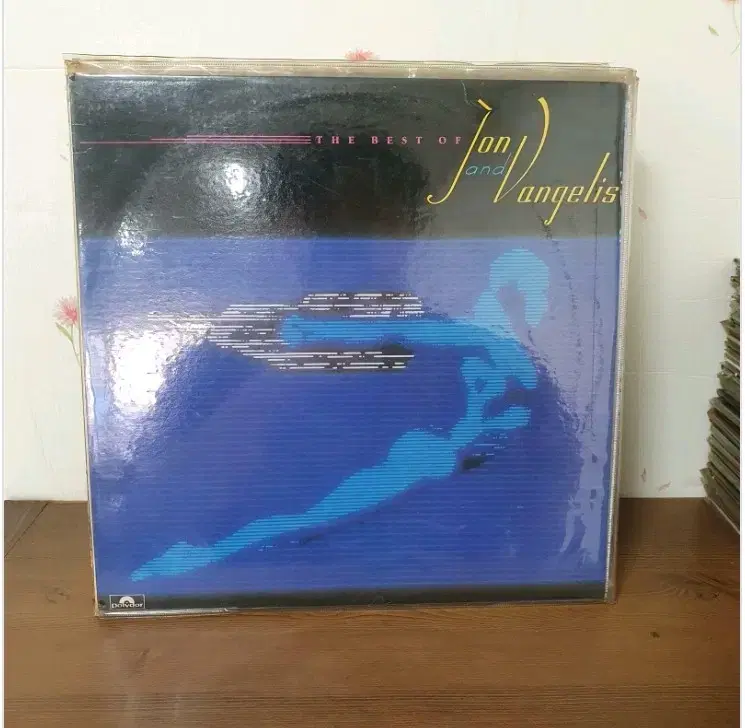 THE BEST OF Jon
and
Vangelis
polydor